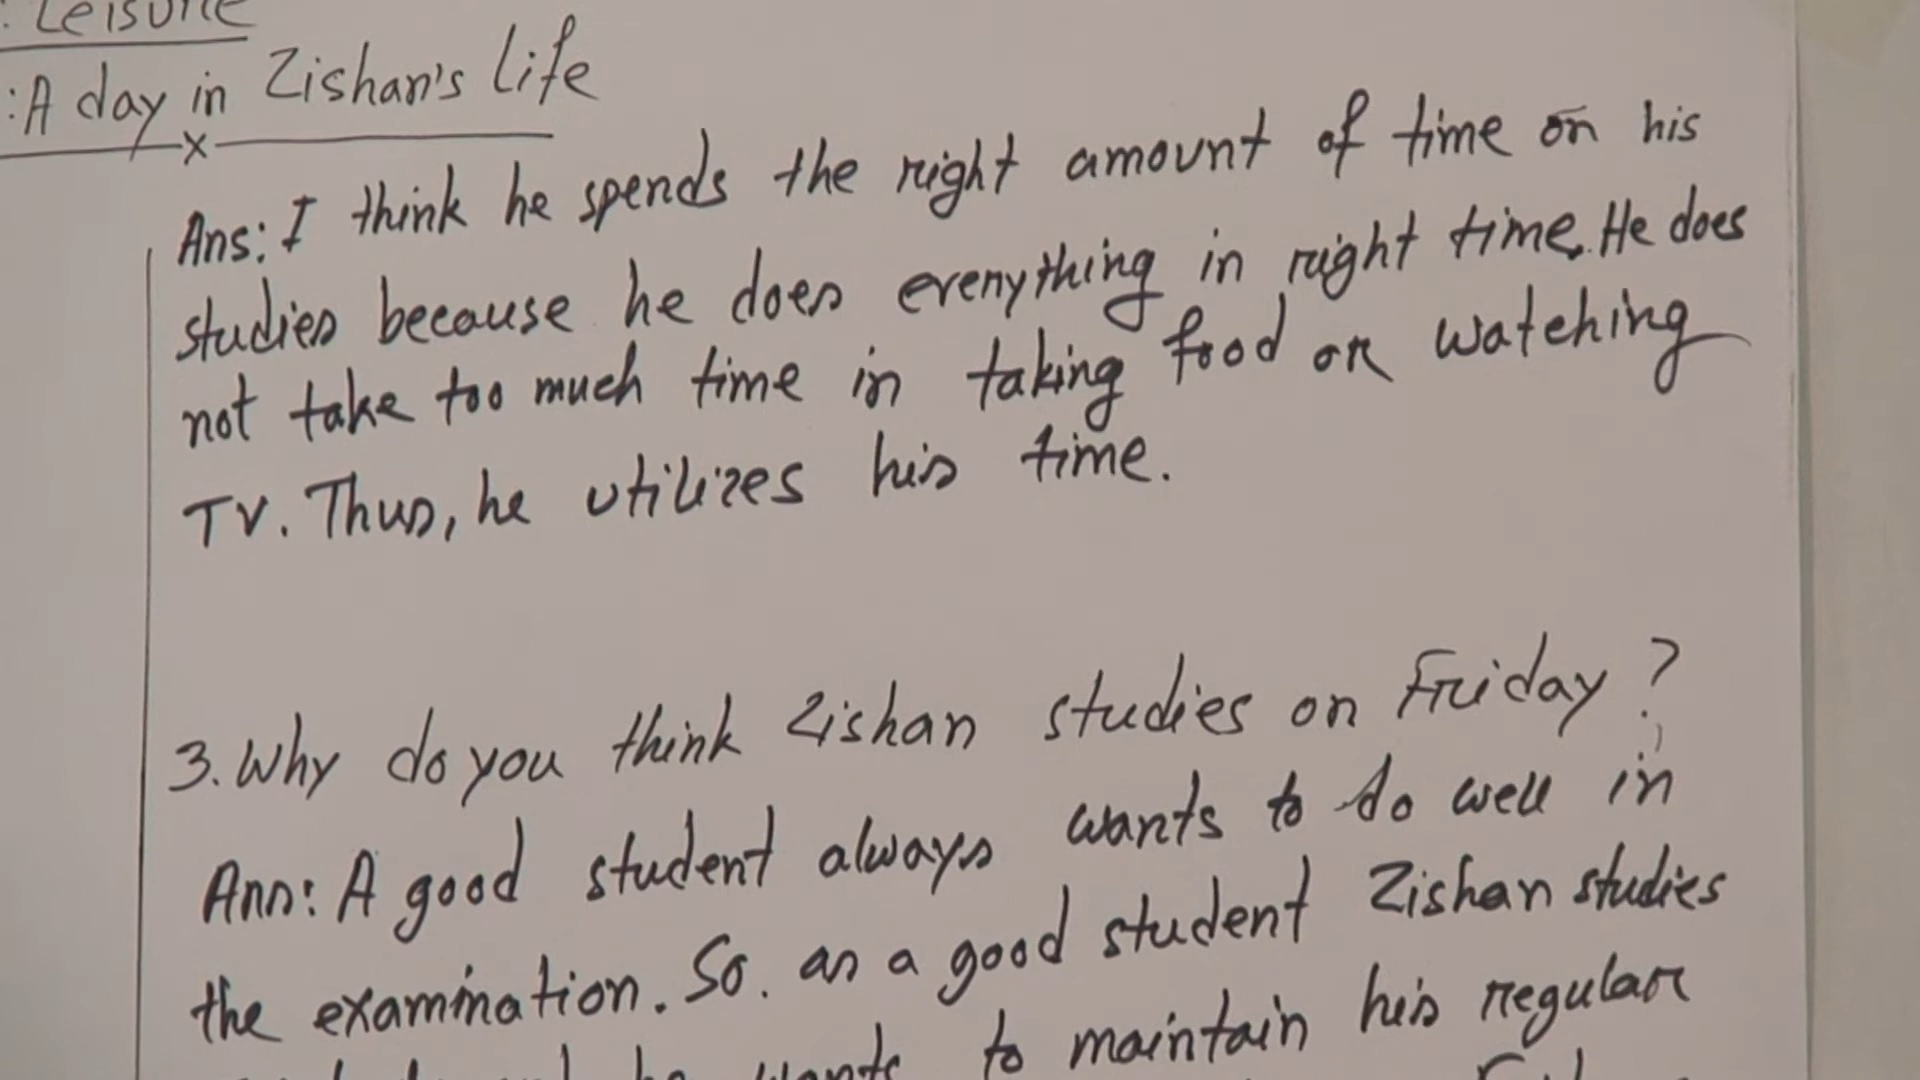 : Leisure
: A day in Zishan's life
x
Ans: I think he spends the right amount of time on his
studies because he does everything in right time. He does
not take too much time in taking food or watching
TV. Thus, he utilizes his time.
3. Why do you think Zishan studies on Friday?
Ans: A good student always wants to do well in
the examination. So. as a good student Zishan studies
wants to maintain his regular